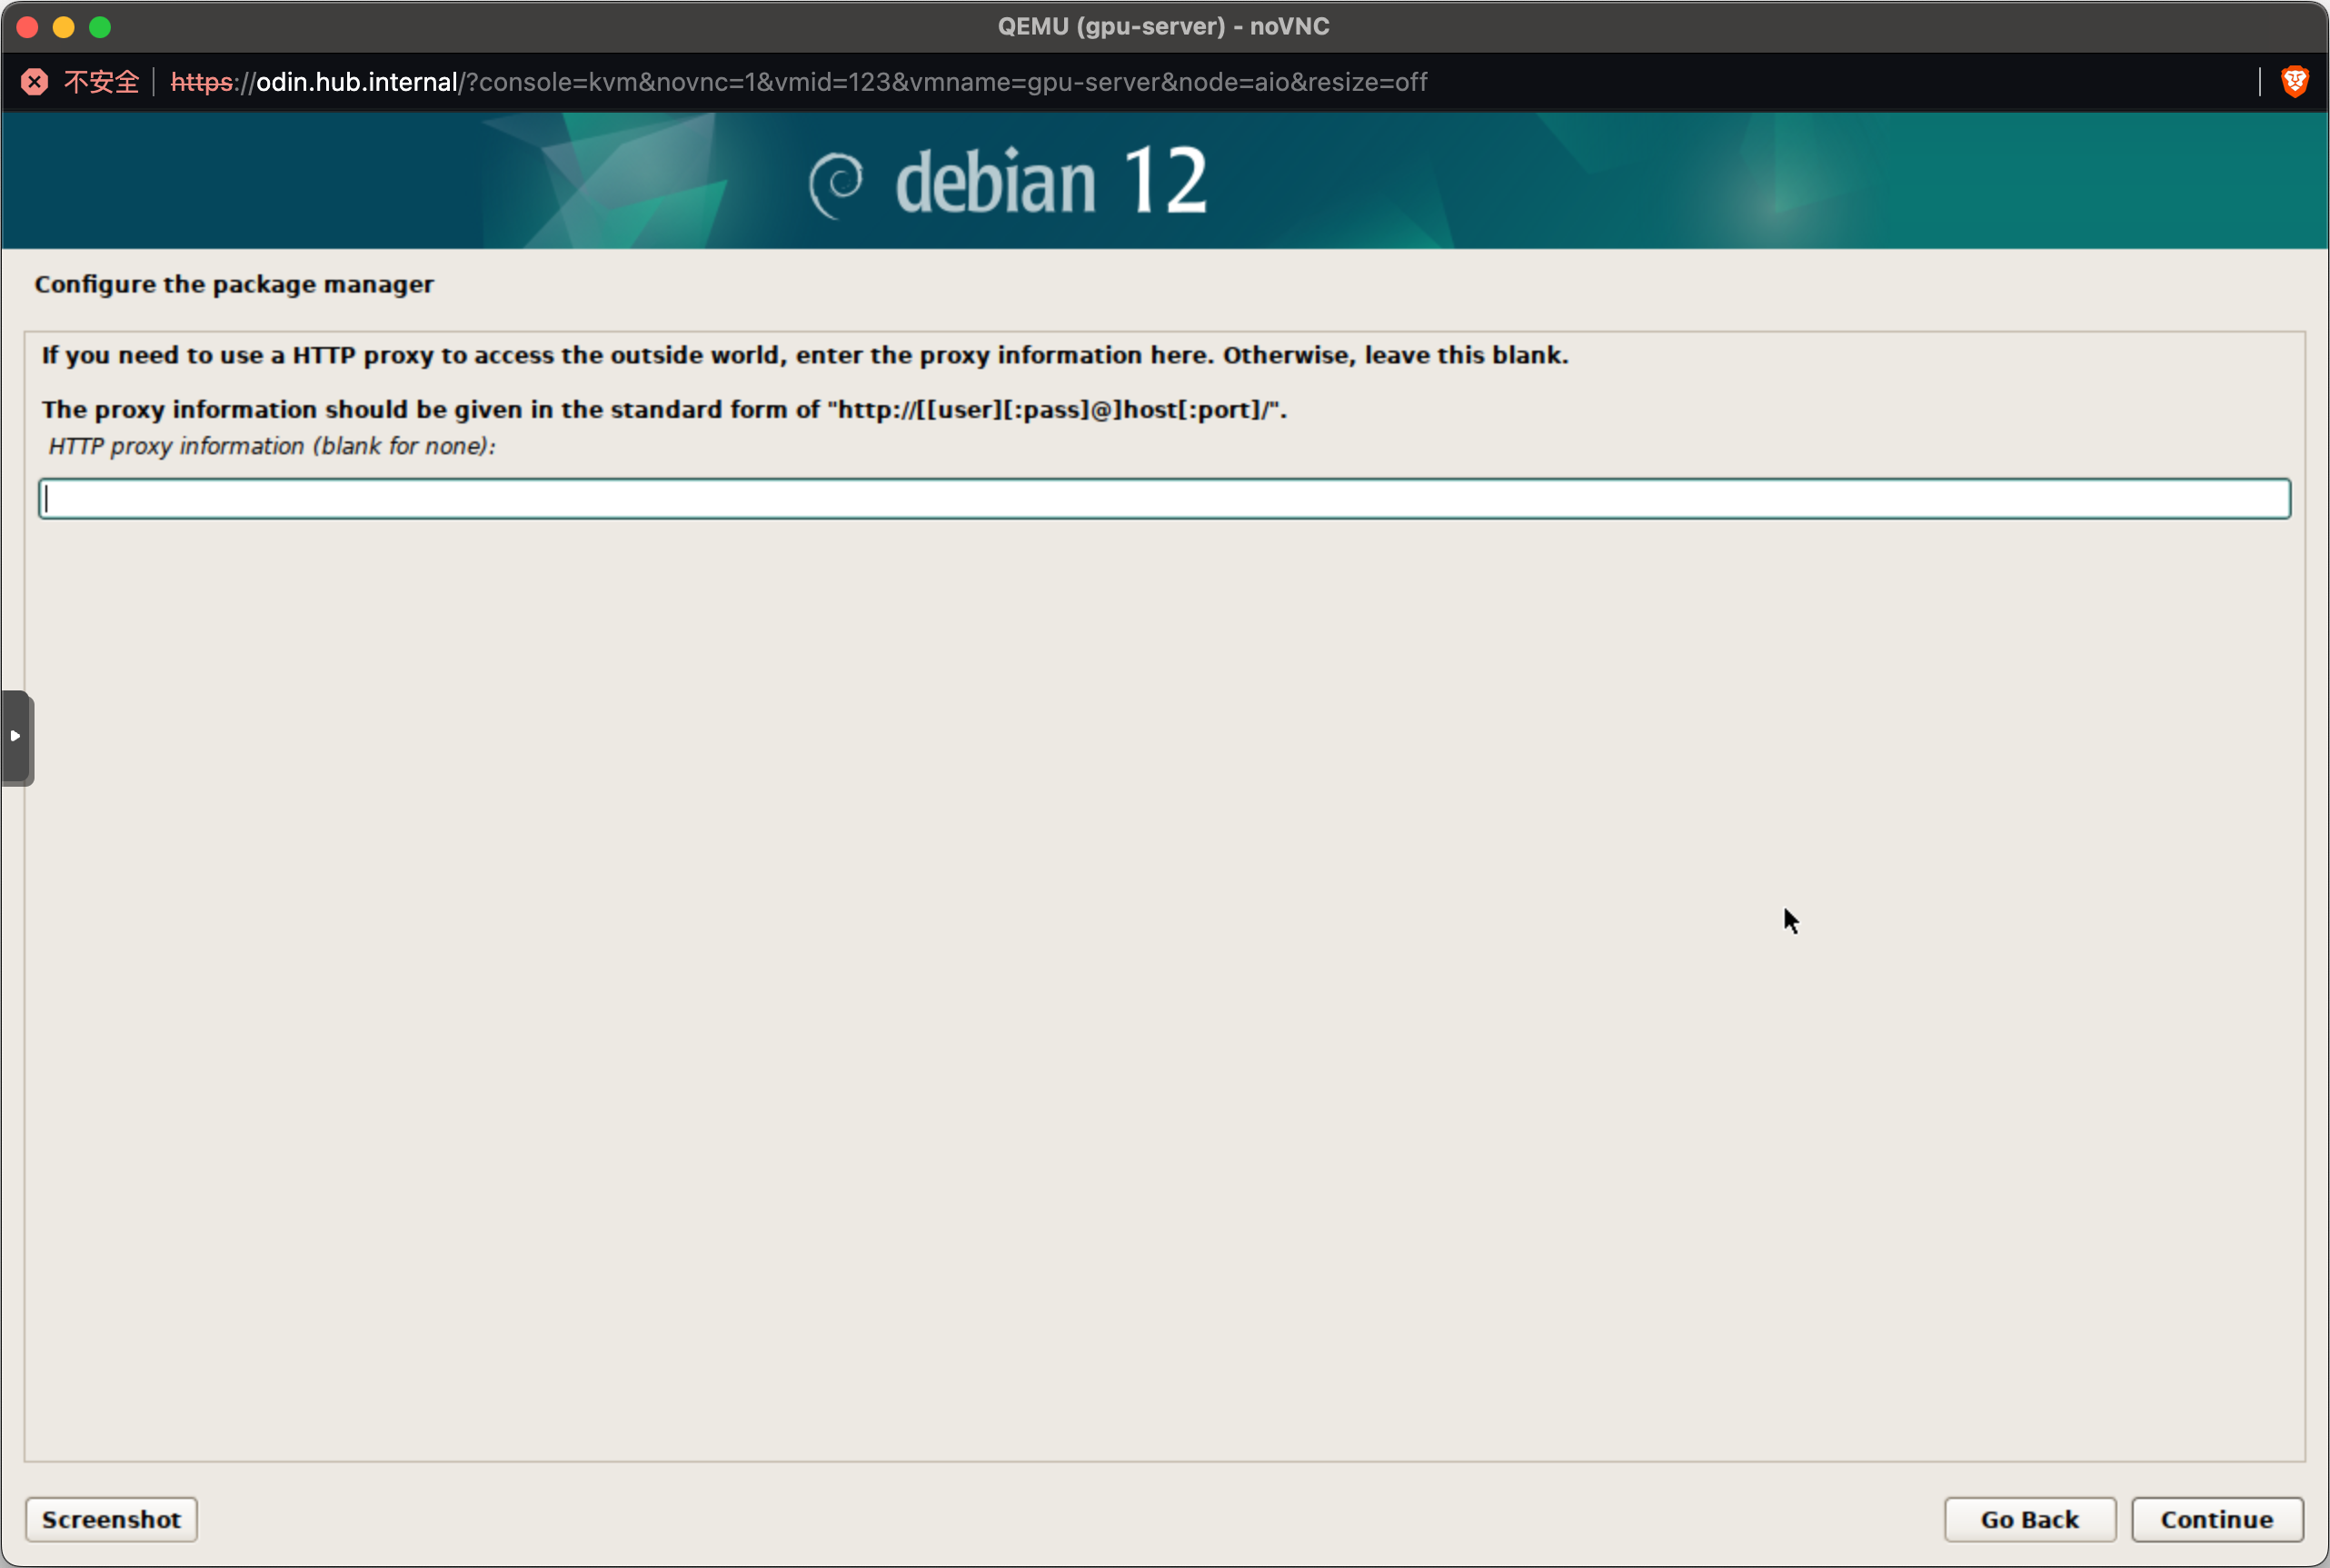 QEMU (gpu-server) - noVNC
不安全 https://odin.hub.internal/?console=kvm&novnc=1&vmid=123&vmname=gpu-server&node=aio&resize=off
debian 12
Configure the package manager
If you need to use a HTTP proxy to access the outside world, enter the proxy information here. Otherwise, leave this blank.
The proxy information should be given in the standard form of "http://[[user][:pass]@]host[:port]/".
HTTP proxy information (blank for none):
Screenshot
Go Back
Continue